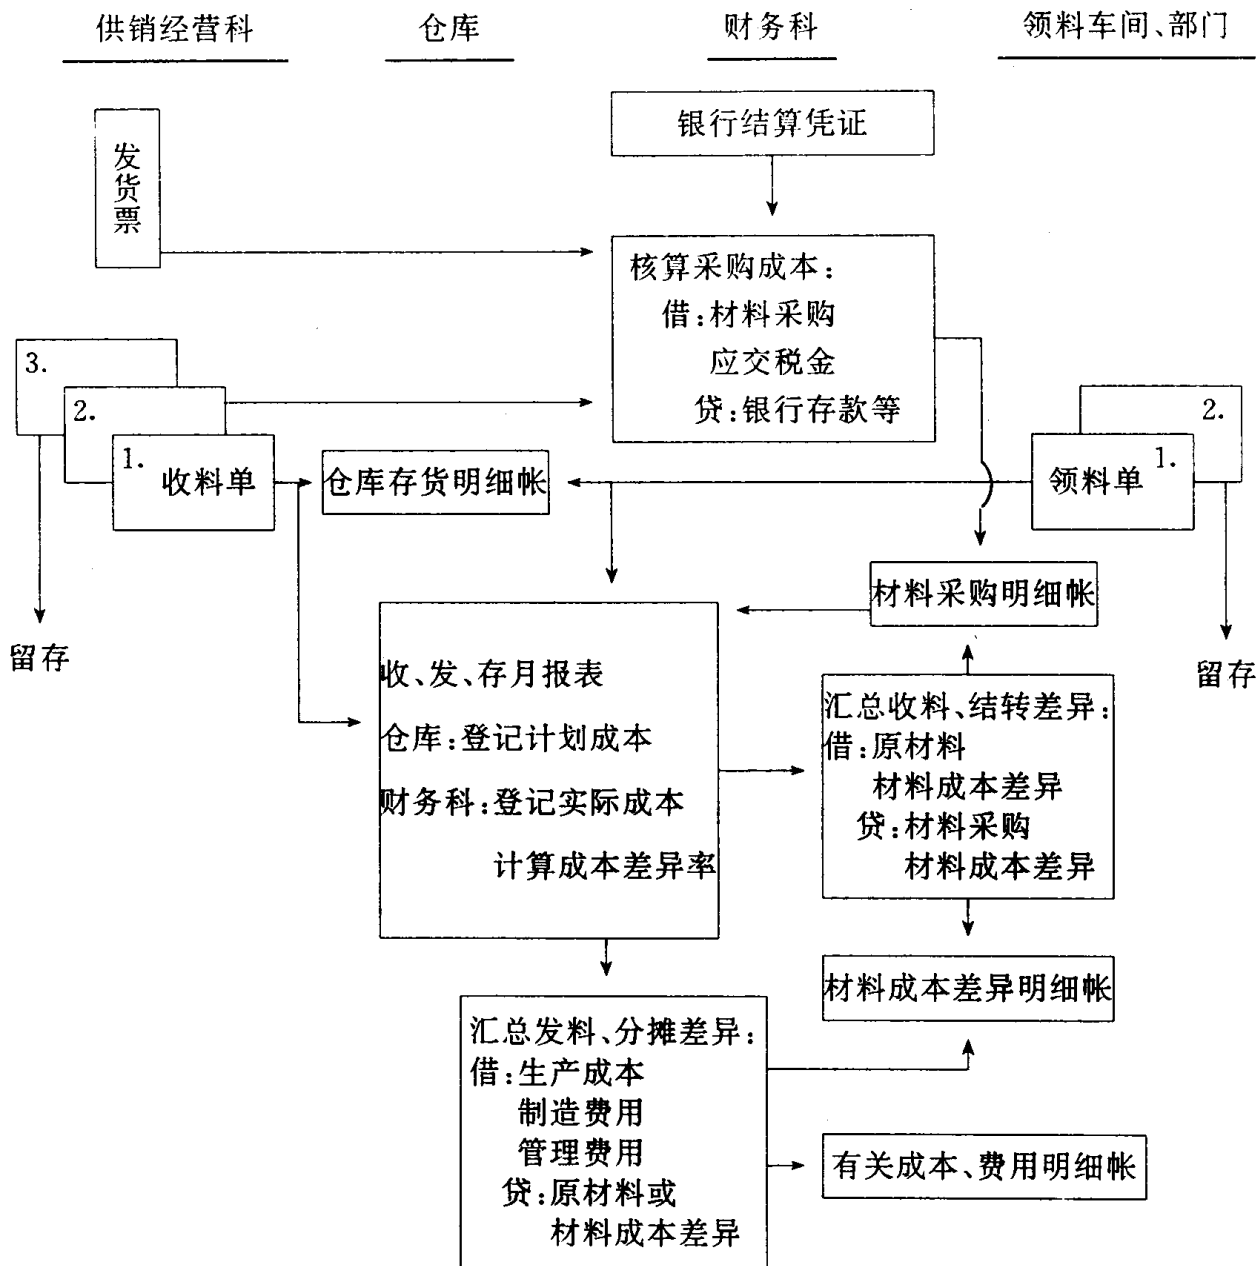 供销经营科
仓库
财务科
领料车间、部门
银行结算凭证
发货票
核算采购成本:
借:材料采购
应交税金
贷:银行存款等
3.
2.
1.
收料单
仓库存货明细帐
2.
1.
领料单
材料采购明细帐
留存
留存
收、发、存月报表
仓库:登记计划成本
财务科:登记实际成本
计算成本差异率
汇总收料、结转差异:
借:原材料
材料成本差异
贷:材料采购
材料成本差异
材料成本差异明细帐
汇总发料、分摊差异:
借:生产成本
制造费用
管理费用
贷:原材料或
材料成本差异
有关成本、费用明细帐